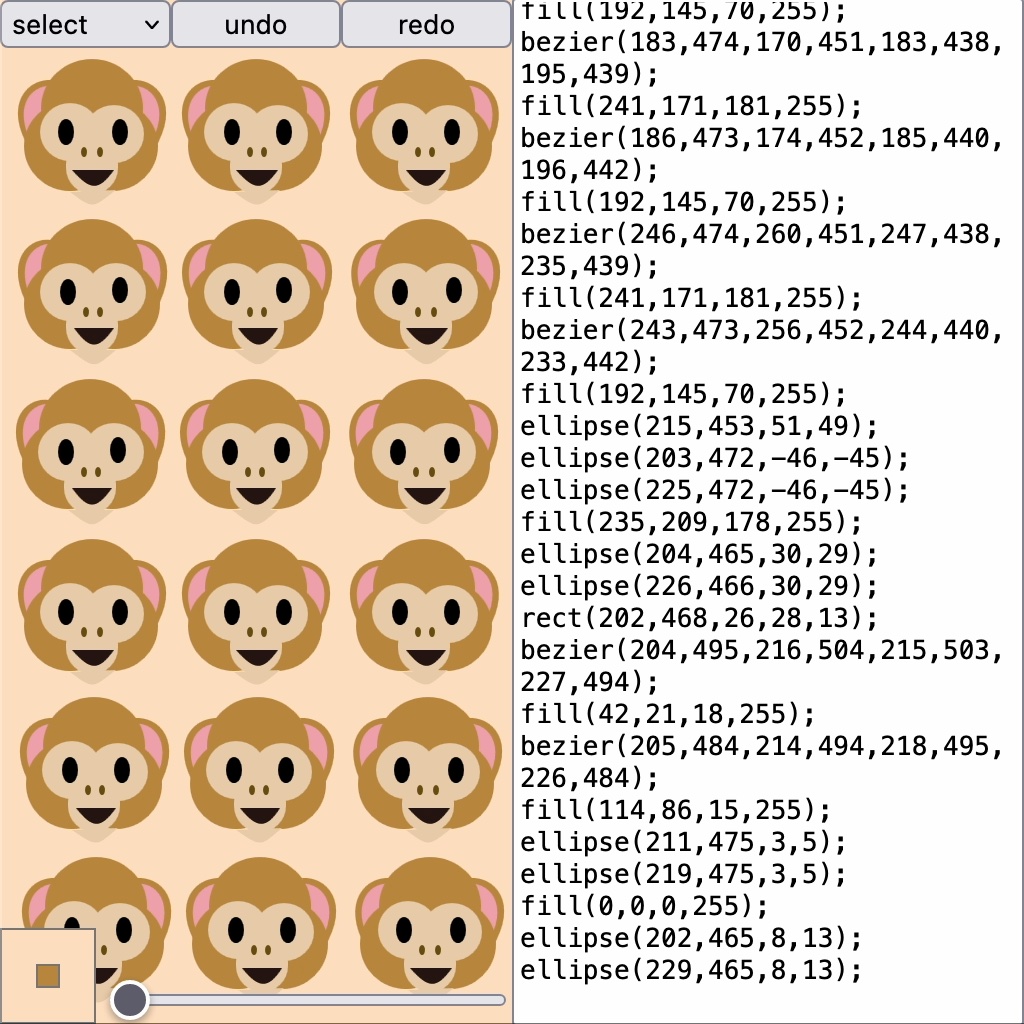 select
undo
redo
fill(192,145,70,255);
bezier(183,474,170,451,183,438,
195,439);
fill(241,171,181,255);
bezier(186,473,174,452,185,440,
196,442);
fill(192,145,70,255);
bezier(246,474,260,451,247,438,
235,439);
fill(241,171,181,255);
bezier(243,473,256,452,244,440,
233,442);
fill(192,145,70,255);
ellipse(215,453,51,49);
ellipse(203,472,−46,−45);
ellipse(225,472,−46,−45);
fill(235,209,178,255);
ellipse(204,465,30,29);
ellipse(226,466,30,29);
rect(202,468,26,28,13);
bezier(204,495,216,504,215,503,
227,494);
fill(42,21,18,255);
bezier(205,484,214,494,218,495,
226,484);
fill(114,86,15,255);
ellipse(211,475,3,5);
ellipse(219,475,3,5);
fill(0,0,0,255);
ellipse(202,465,8,13);
ellipse(229,465,8,13);